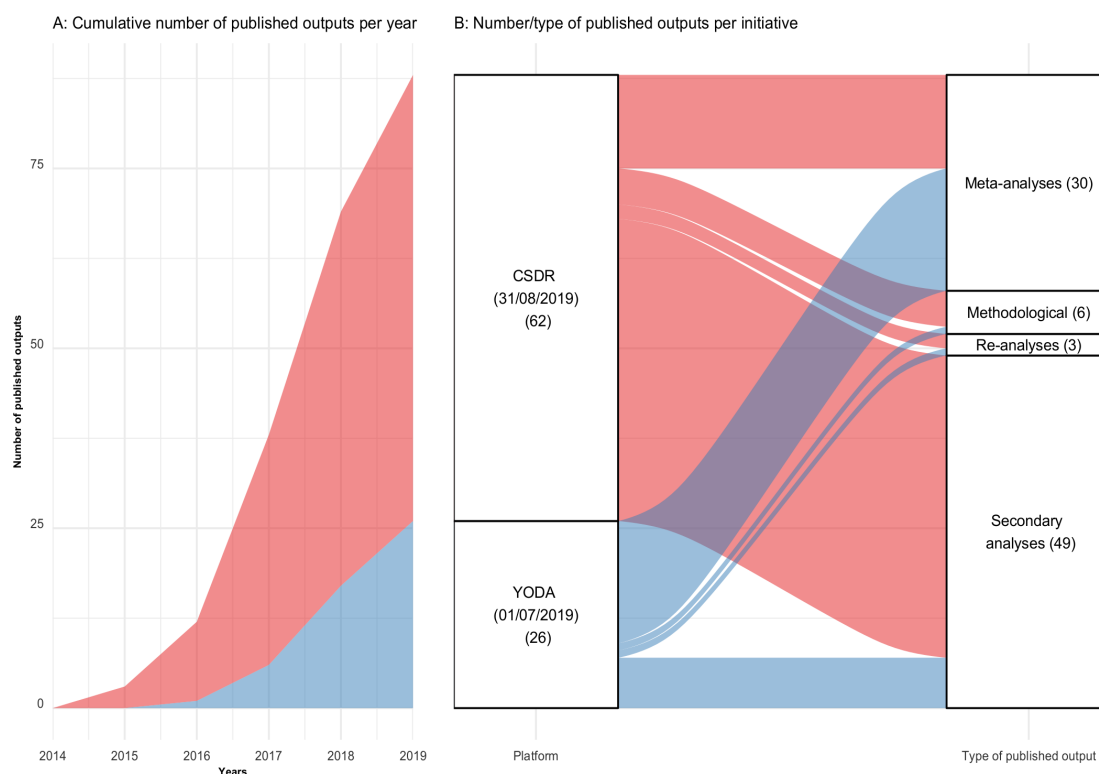 A: Cumulative number of published outputs per year
Number of published outputs
75
50
25
0
2014 2015 2016 2017 2018 2019
Years
B: Number/type of published outputs per initiative
CSDR
(31/08/2019)
(62)
YODA
(01/07/2019)
(26)
Meta-analyses (30)
Methodological (6)
Re-analyses (3)
Secondary
analyses (49)
Platform
Type of published output